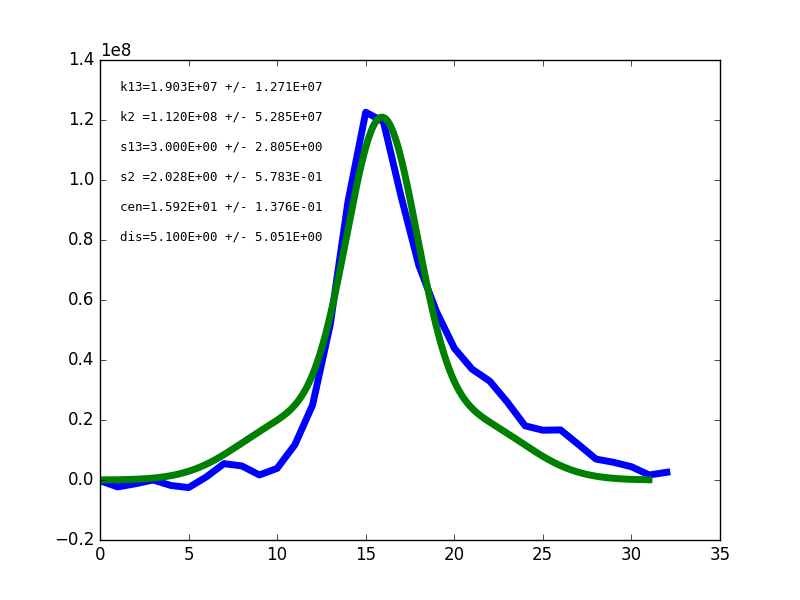 1e8
1.4
k13=1.903E+07 +/- 1.271E+07
1.2
k2 =1.120E+08 +/- 5.285E+07
s13=3.000E+00 +/- 2.805E+00
1.0
s2 =2.028E+00 +/- 5.783E-01
cen=1.592E+01 +/- 1.376E-01
0.8
dis=5.100E+00 +/- 5.051E+00
0.6
0.4
0.2
0.0
−0.2
0 5 10 15 20 25 30 35